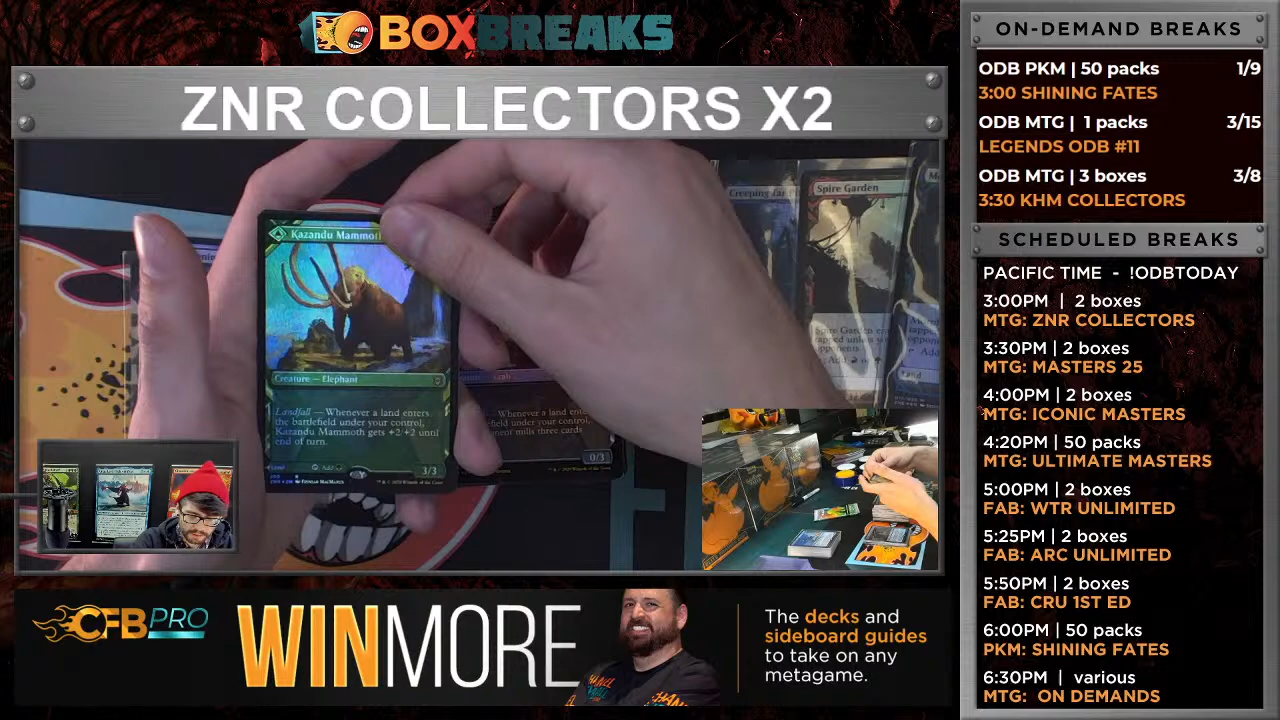 BOXBREAKS
ZNR COLLECTORS X2
Kazandu Mammoth
Creature — Elephant
Landfall — Whenever a land enters
the battlefield under your control,
Kazandu Mammoth gets +2/+2 until
end of turn.
3/3
Whenever a land
0/3
Spire Garden
Spire Garden
CFBPRO
WINMORE
The decks and
sideboard guides
to take on any
metagame.
ON-DEMAND BREAKS
ODB PKM | 50 packs 1/9
3:00 SHINING FATES
ODB MTG | 1 packs 3/15
LEGENDS ODB #11
ODB MTG | 3 boxes 3/8
3:30 KHM COLLECTORS
SCHEDULED BREAKS
PACIFIC TIME - !ODBTODAY
3:00PM | 2 boxes
MTG: ZNR COLLECTORS
3:30PM | 2 boxes
MTG: MASTERS 25
4:00PM | 2 boxes
MTG: ICONIC MASTERS
4:20PM | 50 packs
MTG: ULTIMATE MASTERS
5:00PM | 2 boxes
FAB: WTR UNLIMITED
5:25PM | 2 boxes
FAB: ARC UNLIMITED
5:50PM | 2 boxes
FAB: CRU 1ST ED
6:00PM | 50 packs
PKM: SHINING FATES
6:30PM | various
MTG: ON DEMANDS